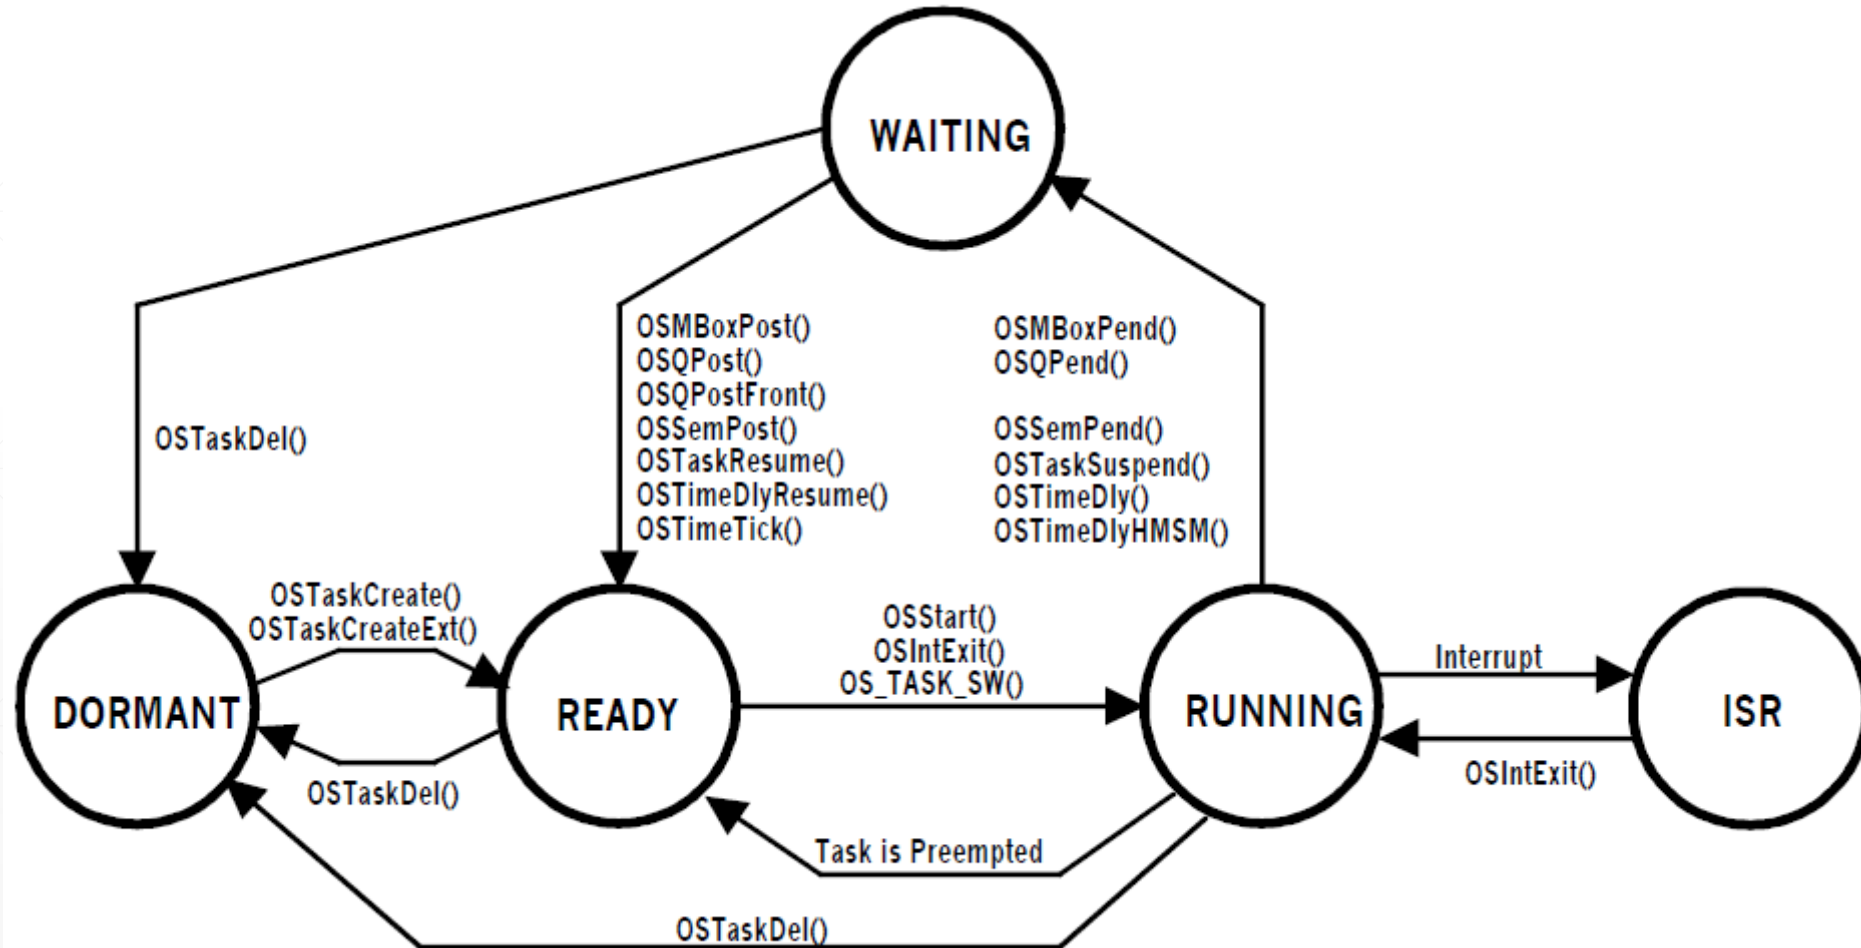 WAITING
OSMBoxPost()
OSQPost()
OSQPostFront()
OSSemPost()
OSTaskResume()
OSTimeDlyResume()
OSTimeTick()
OSMBoxPend()
OSQPend()
OSSemPend()
OSTaskSuspend()
OSTimeDly()
OSTimeDlyHMSM()
OSTaskDel()
OSTaskCreate()
OSTaskCreateExt()
OSStart()
OSIntExit()
OS_TASK_SW()
Interrupt
DORMANT
READY
RUNNING
ISR
OSTaskDel()
OSIntExit()
Task is Preempted
OSTaskDel()